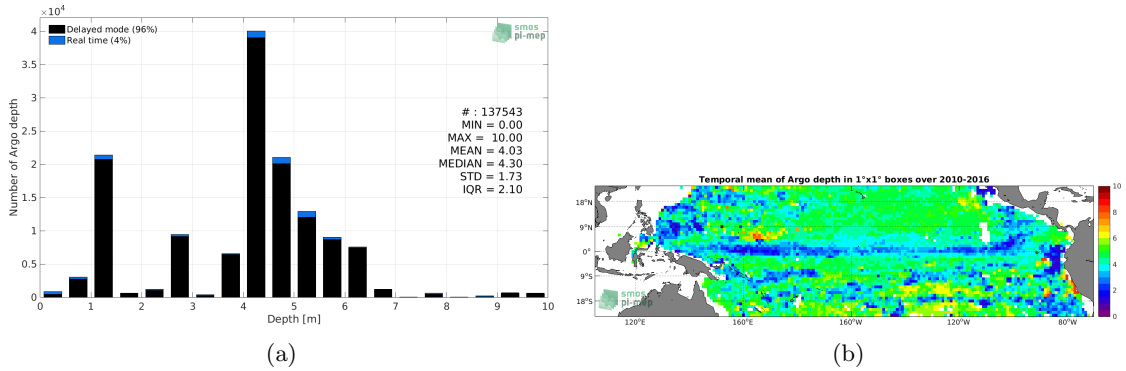 ×10⁴
4
3.5
3
2.5
2
1.5
1
0.5
0
Number of Argo depth
Delayed mode (96%)
Real time (4%)
smos
pi-mep
# : 137543
MIN = 0.00
MAX = 10.00
MEAN = 4.03
MEDIAN = 4.30
STD = 1.73
IQR = 2.10
0 1 2 3 4 5 6 7 8 9 10
Depth [m]
(a)
Temporal mean of Argo depth in 1°x1° boxes over 2010-2016
18°N
9°N
0°
9°S
18°S
smos
pi-mep
120°E 160°E 160°W 120°W 80°W
10
8
6
4
2
0
(b)